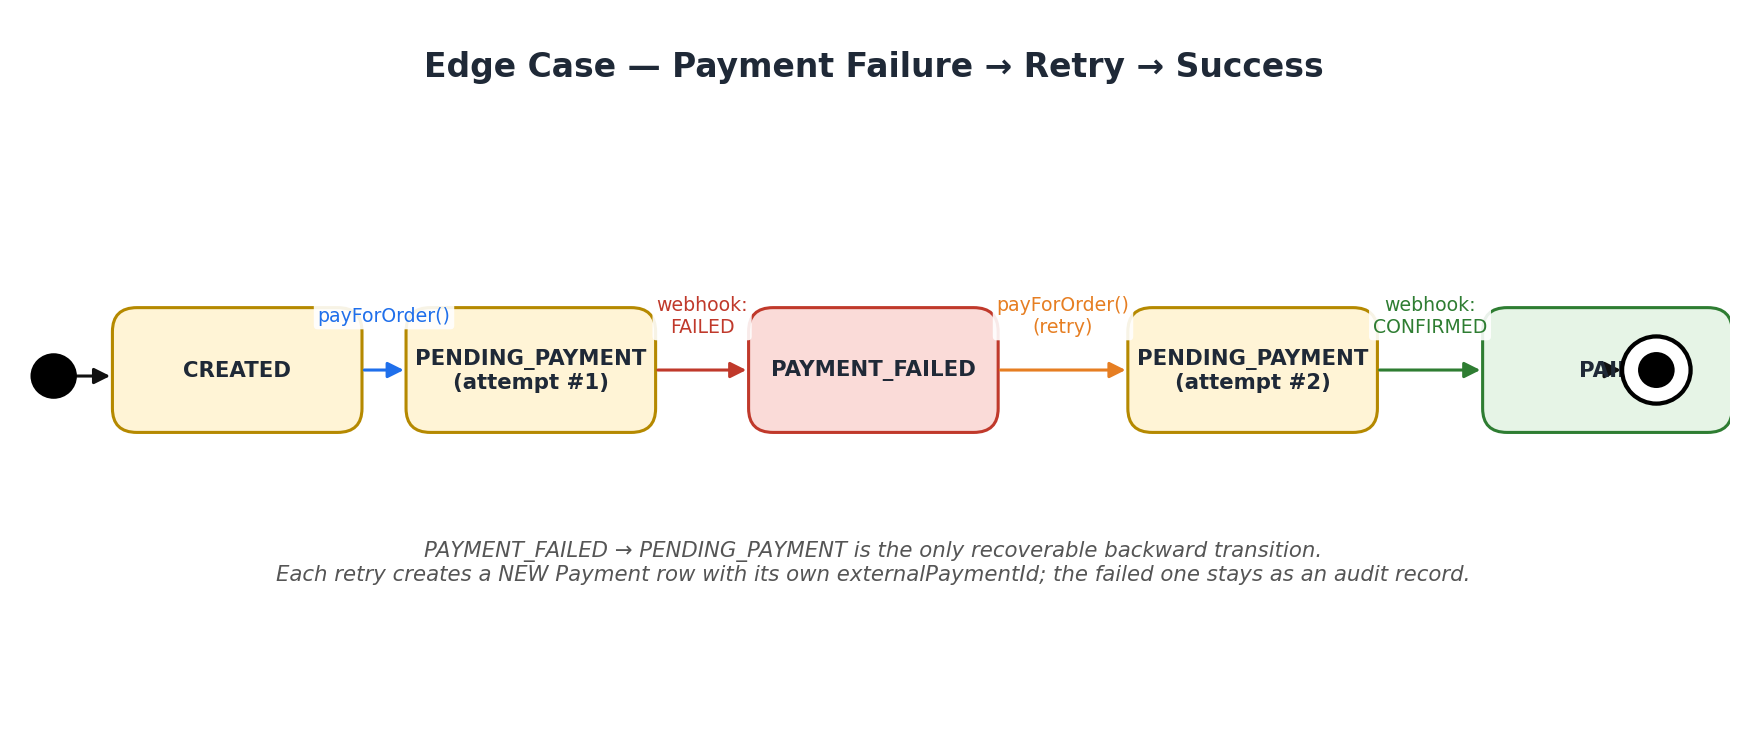 Edge Case — Payment Failure → Retry → Success
payForOrder()
webhook:
FAILED
payForOrder()
(retry)
webhook:
CONFIRMED
CREATED
PENDING_PAYMENT
(attempt #1)
PAYMENT_FAILED
PENDING_PAYMENT
(attempt #2)
PAYMENT_FAILED → PENDING_PAYMENT is the only recoverable backward transition.
Each retry creates a NEW Payment row with its own externalPaymentId; the failed one stays as an audit record.